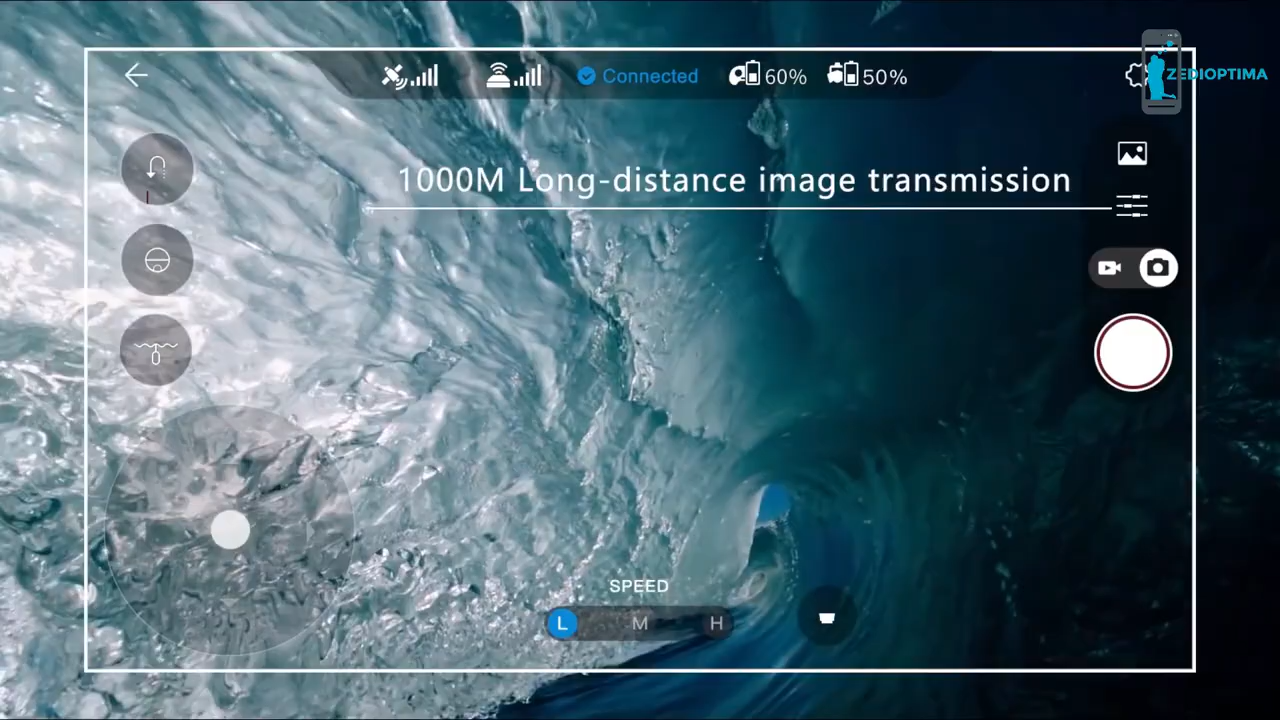 Connected
60%
50%
ZEDIOPTIMA
1000M Long-distance image transmission
SPEED
L M H